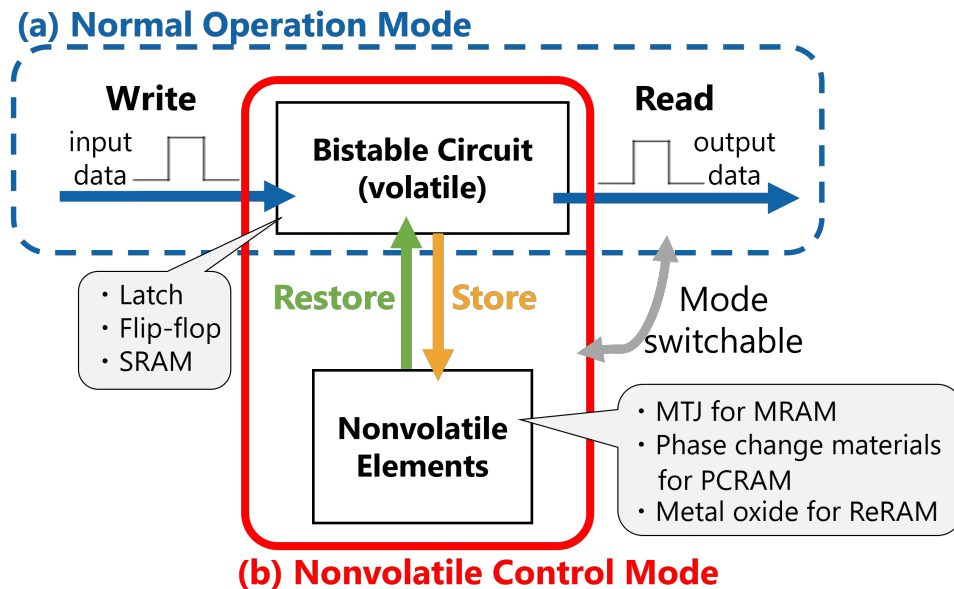 (a) Normal Operation Mode
Write
Read
input
data
output
data
Bistable Circuit
(volatile)
・Latch
・Flip-flop
・SRAM
Restore
Store
Mode
switchable
Nonvolatile
Elements
・MTJ for MRAM
・Phase change materials
for PCRAM
・Metal oxide for ReRAM
(b) Nonvolatile Control Mode